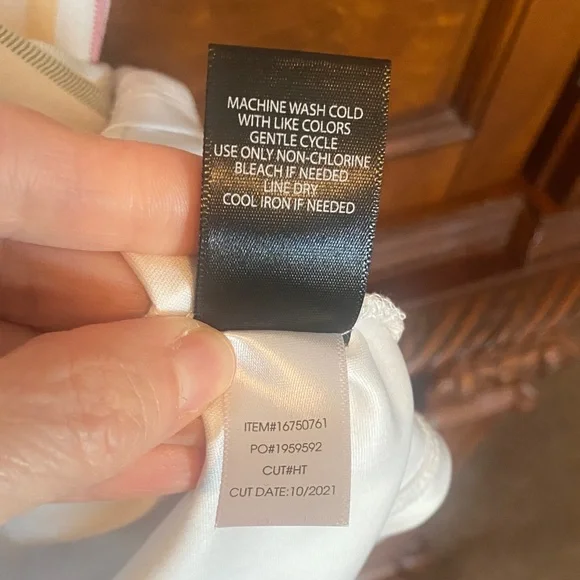 MACHINE WASH COLD
WITH LIKE COLORS
GENTLE CYCLE
USE ONLY NON-CHLORINE
BLEACH IF NEEDED
LINE DRY
COOL IRON IF NEEDED
ITEM#16750761
PO#1959592
CUT#HT
CUT DATE:10/2021